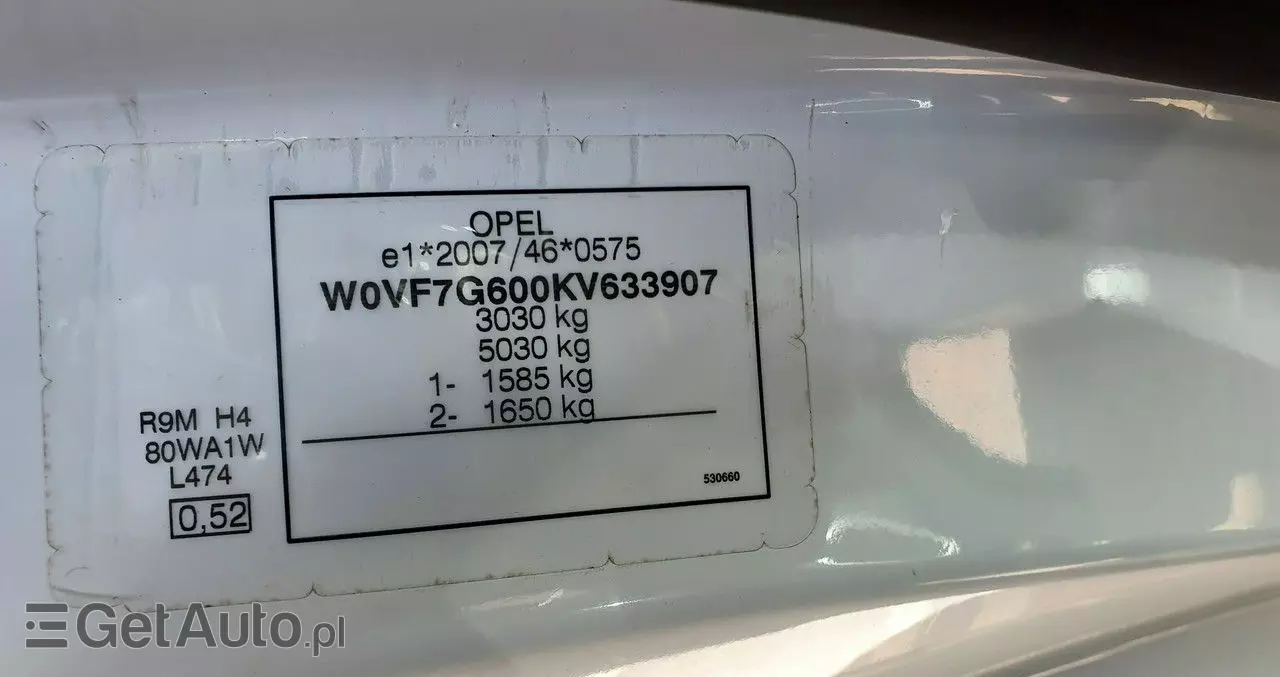 OPEL
e1*2007/46*0575
W0VF7G600KV633907
3030 kg
5030 kg
1- 1585 kg
2- 1650 kg
R9M H4
80WA1W
L474
0,52
530660
GetAuto.pl